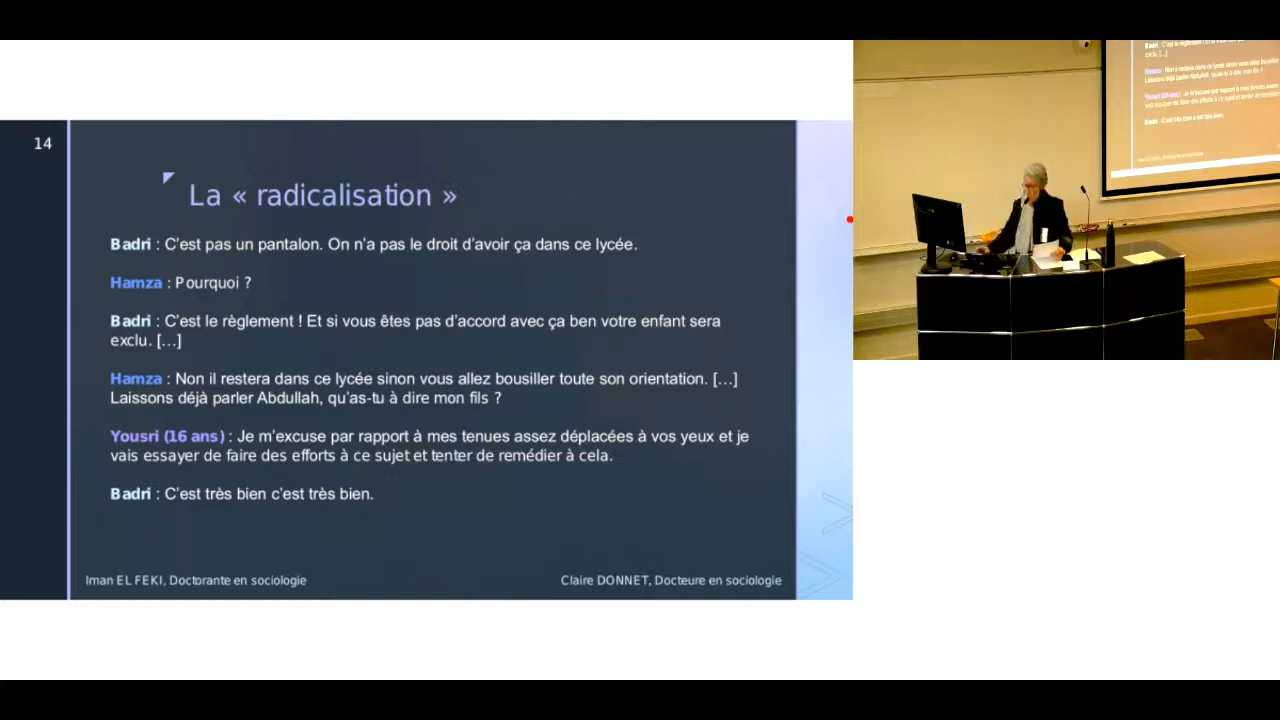 14
La « radicalisation »
Badri : C’est pas un pantalon. On n’a pas le droit d’avoir ça dans ce lycée.
Hamza : Pourquoi ?
Badri : C’est le règlement ! Et si vous êtes pas d’accord avec ça ben votre enfant sera
exclu. […]
Hamza : Non il restera dans ce lycée sinon vous allez bousiller toute son orientation. […]
Laissons déjà parler Abdullah, qu’as-tu à dire mon fils ?
Yousri (16 ans) : Je m’excuse par rapport à mes tenues assez déplacées à vos yeux et je
vais essayer de faire des efforts à ce sujet et tenter de remédier à cela.
Badri : C’est très bien c’est très bien.
Iman EL FEKI, Doctorante en sociologie
Claire DONNET, Docteure en sociologie